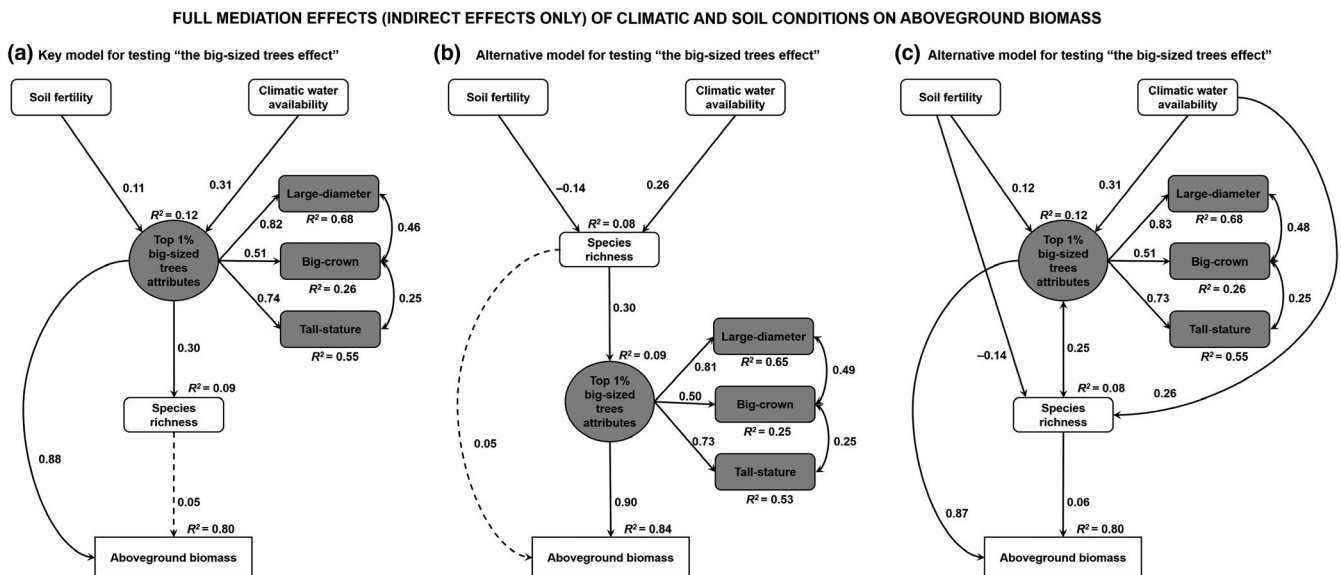 FULL MEDIATION EFFECTS (INDIRECT EFFECTS ONLY) OF CLIMATIC AND SOIL CONDITIONS ON ABOVEGROUND BIOMASS
(a) Key model for testing “the big-sized trees effect”
Soil fertility
Climatic water
availability
0.11
0.31
R² = 0.12
Top 1%
big-sized
trees
attributes
0.82
0.51
0.74
Large-diameter
R² = 0.68
Big-crown
R² = 0.26
Tall-stature
R² = 0.55
0.46
0.25
0.30
R² = 0.09
Species
richness
0.88
0.05
R² = 0.80
Aboveground biomass
(b) Alternative model for testing “the big-sized trees effect”
Soil fertility
Climatic water
availability
–0.14
0.26
R² = 0.08
Species
richness
0.30
R² = 0.09
Top 1%
big-sized
trees
attributes
0.81
0.50
0.73
Large-diameter
R² = 0.65
Big-crown
R² = 0.25
Tall-stature
R² = 0.53
0.49
0.25
0.05
0.90
R² = 0.84
Aboveground biomass
(c) Alternative model for testing “the big-sized trees effect”
Soil fertility
Climatic water
availability
0.12
0.31
R² = 0.12
Top 1%
big-sized
trees
attributes
0.83
0.51
0.73
Large-diameter
R² = 0.68
Big-crown
R² = 0.26
Tall-stature
R² = 0.55
0.48
0.25
–0.14
0.25
R² = 0.08
0.26
Species
richness
0.87
0.06
R² = 0.80
Aboveground biomass